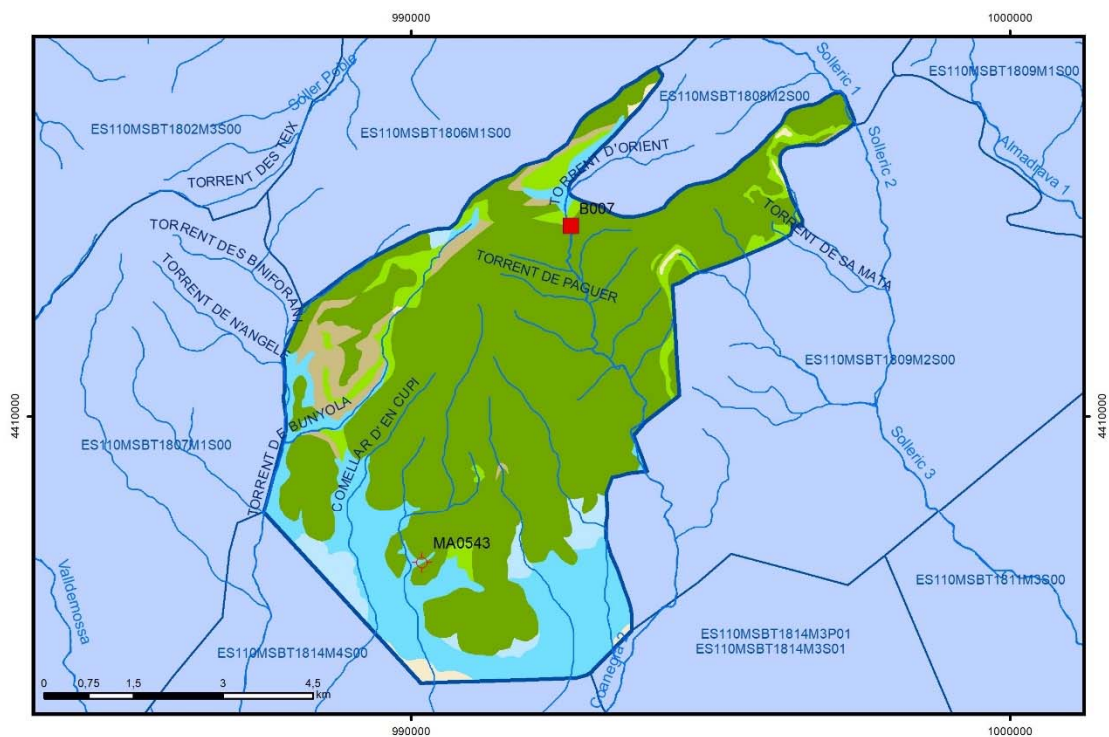 990000
1000000
Sóller Poble
Solleric 1
ES110MSBT1809M1S00
ES110MSBT1808M2S00
ES110MSBT1802M3S00
ES110MSBT1806M1S00
TORRENT DES TEIX
TORRENT D'ORIENT
Solleric 2
Almadrava 1
B007
TORRENT DES BINIFORANI
TORRENT DE SA MATA
TORRENT DE PAGUER
TORRENT DE N'ANGELE
ES110MSBT1809M2S00
4410000
4410000
TORRENT DE BUNYOLA
COMELLAR D'EN CUPI
ES110MSBT1807M1S00
Solleric 3
MA0543
Valldemossa
ES110MSBT1811M3S00
ES110MSBT1814M3P01
ES110MSBT1814M3S01
ES110MSBT1814M4S00
Coanegra 2
0 0,75 1,5 3 4,5
km
990000
1000000